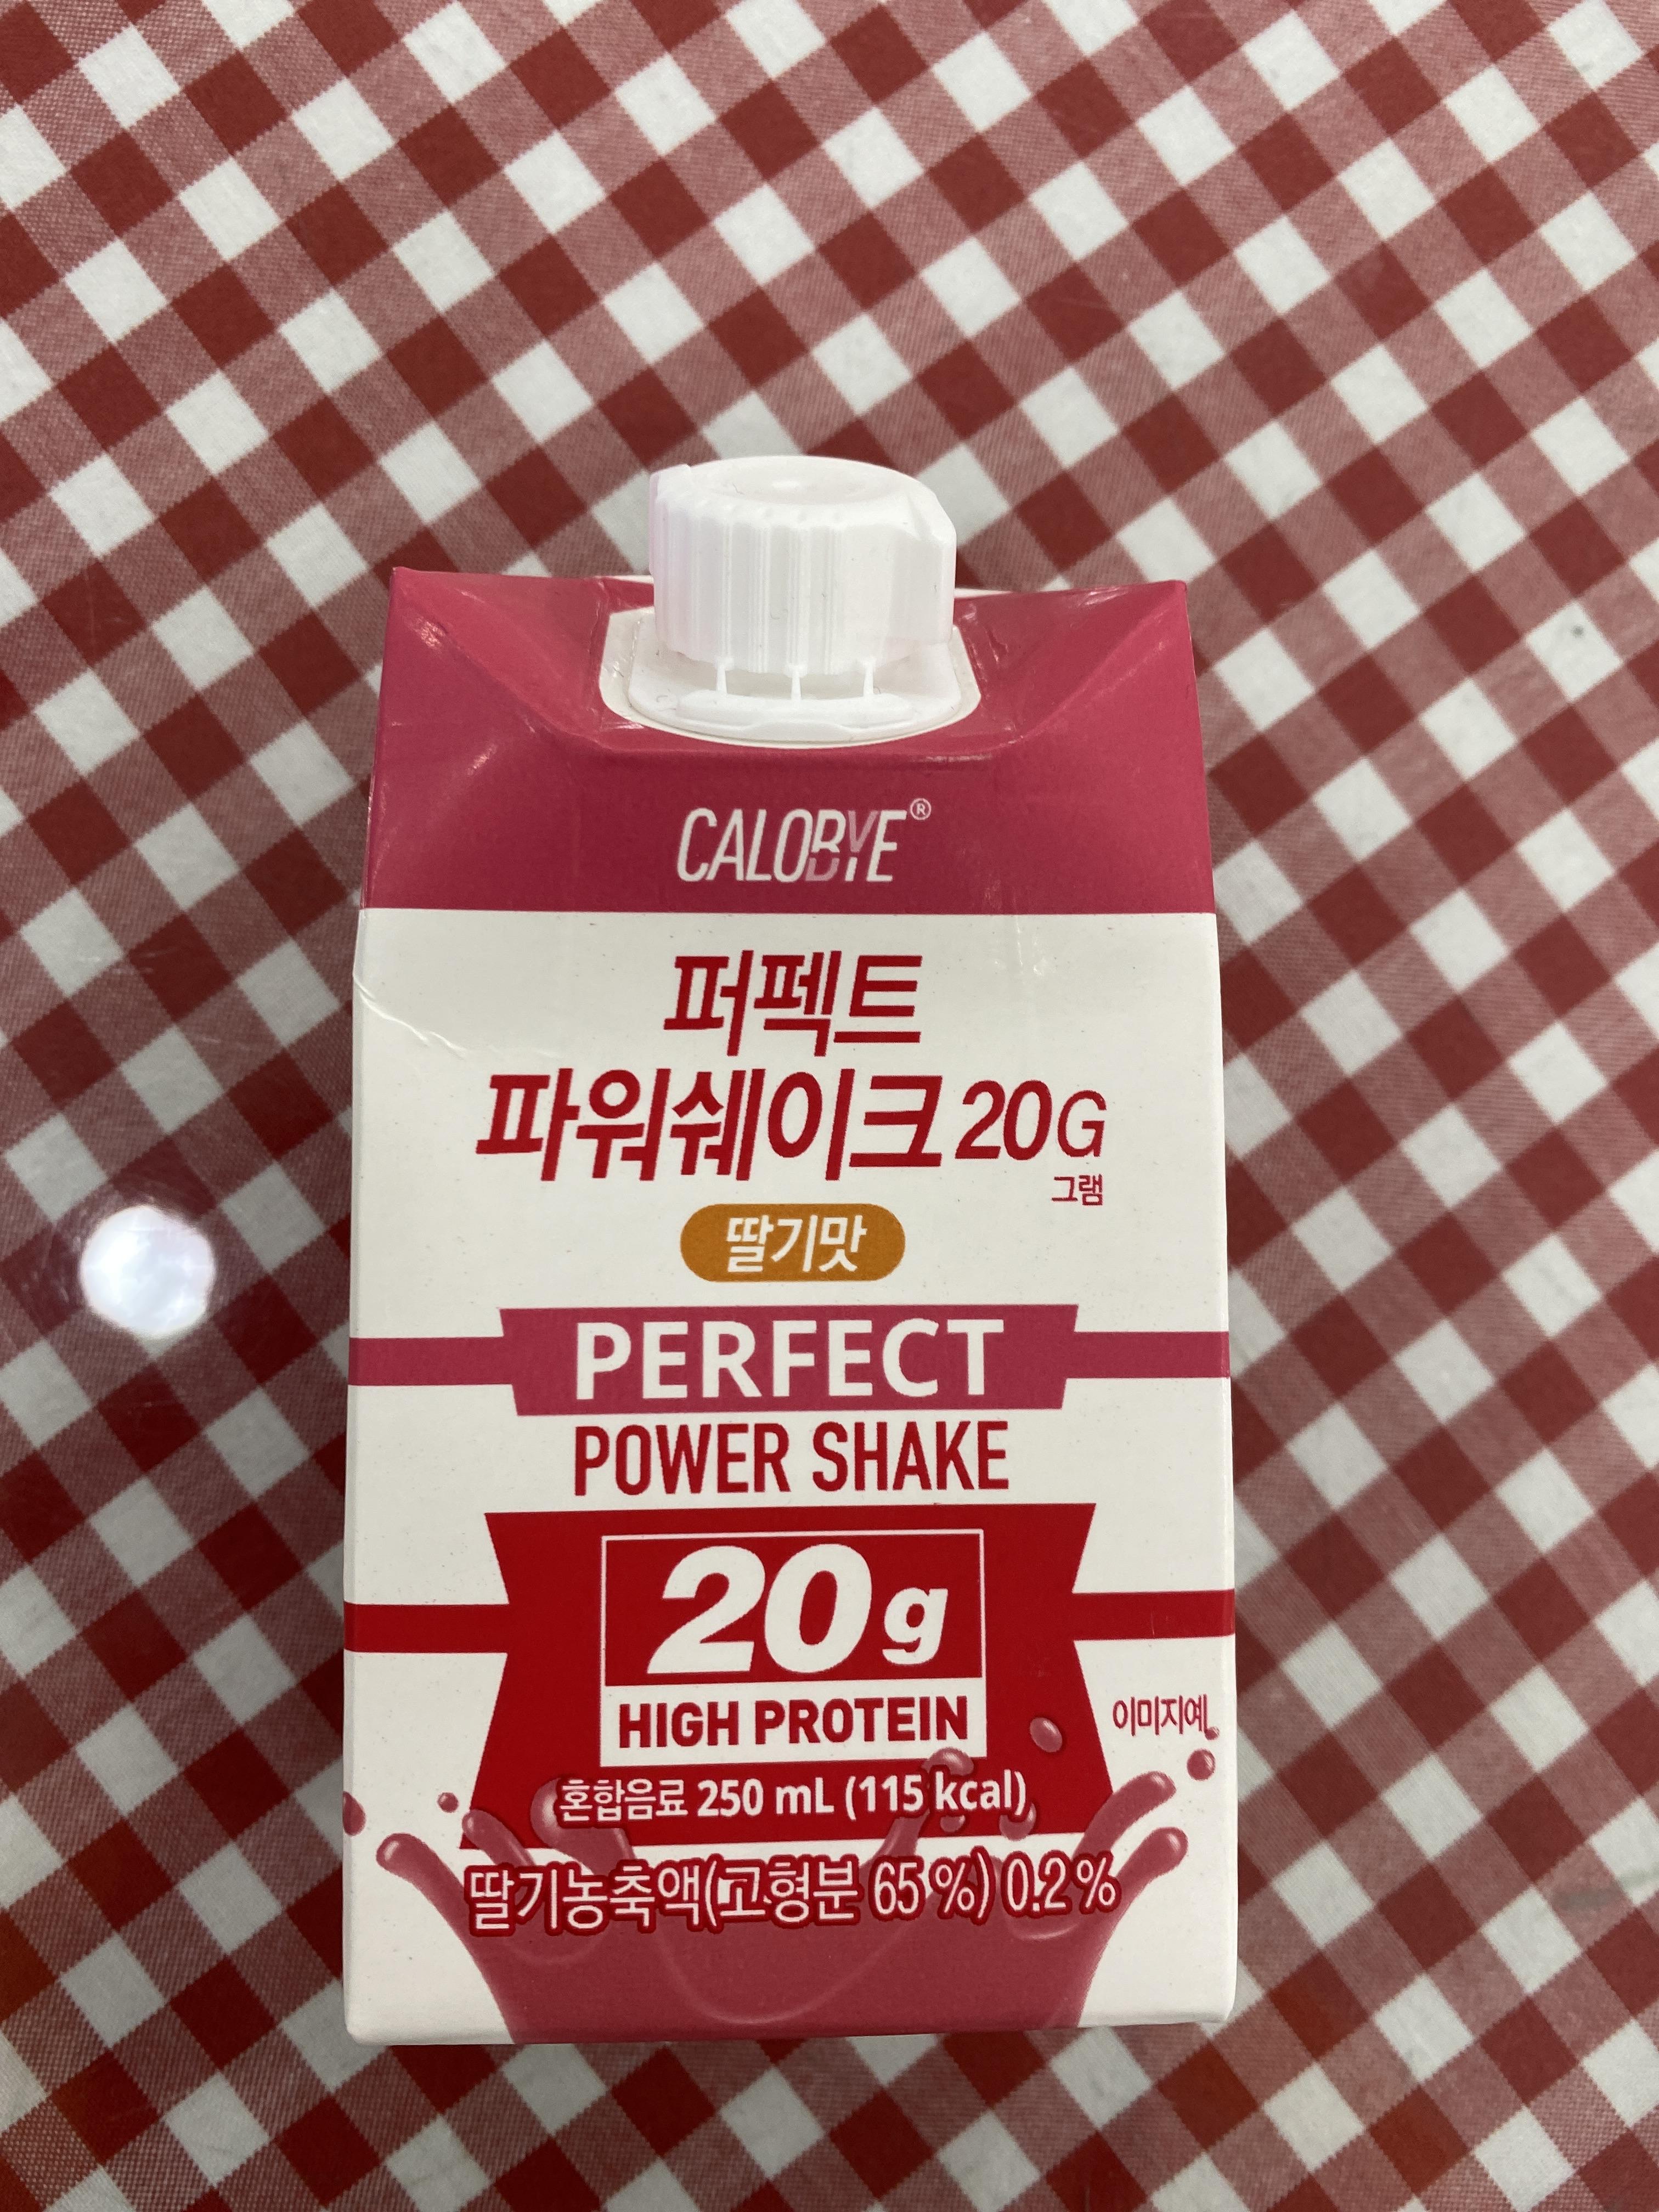 CALOBYE®
퍼펙트
파워쉐이크 20G
그램
딸기맛
PERFECT
POWER SHAKE
20g
HIGH PROTEIN
이미지예
혼합음료 250 mL (115 kcal)
딸기농축액(고형분 65 %) 0.2 %